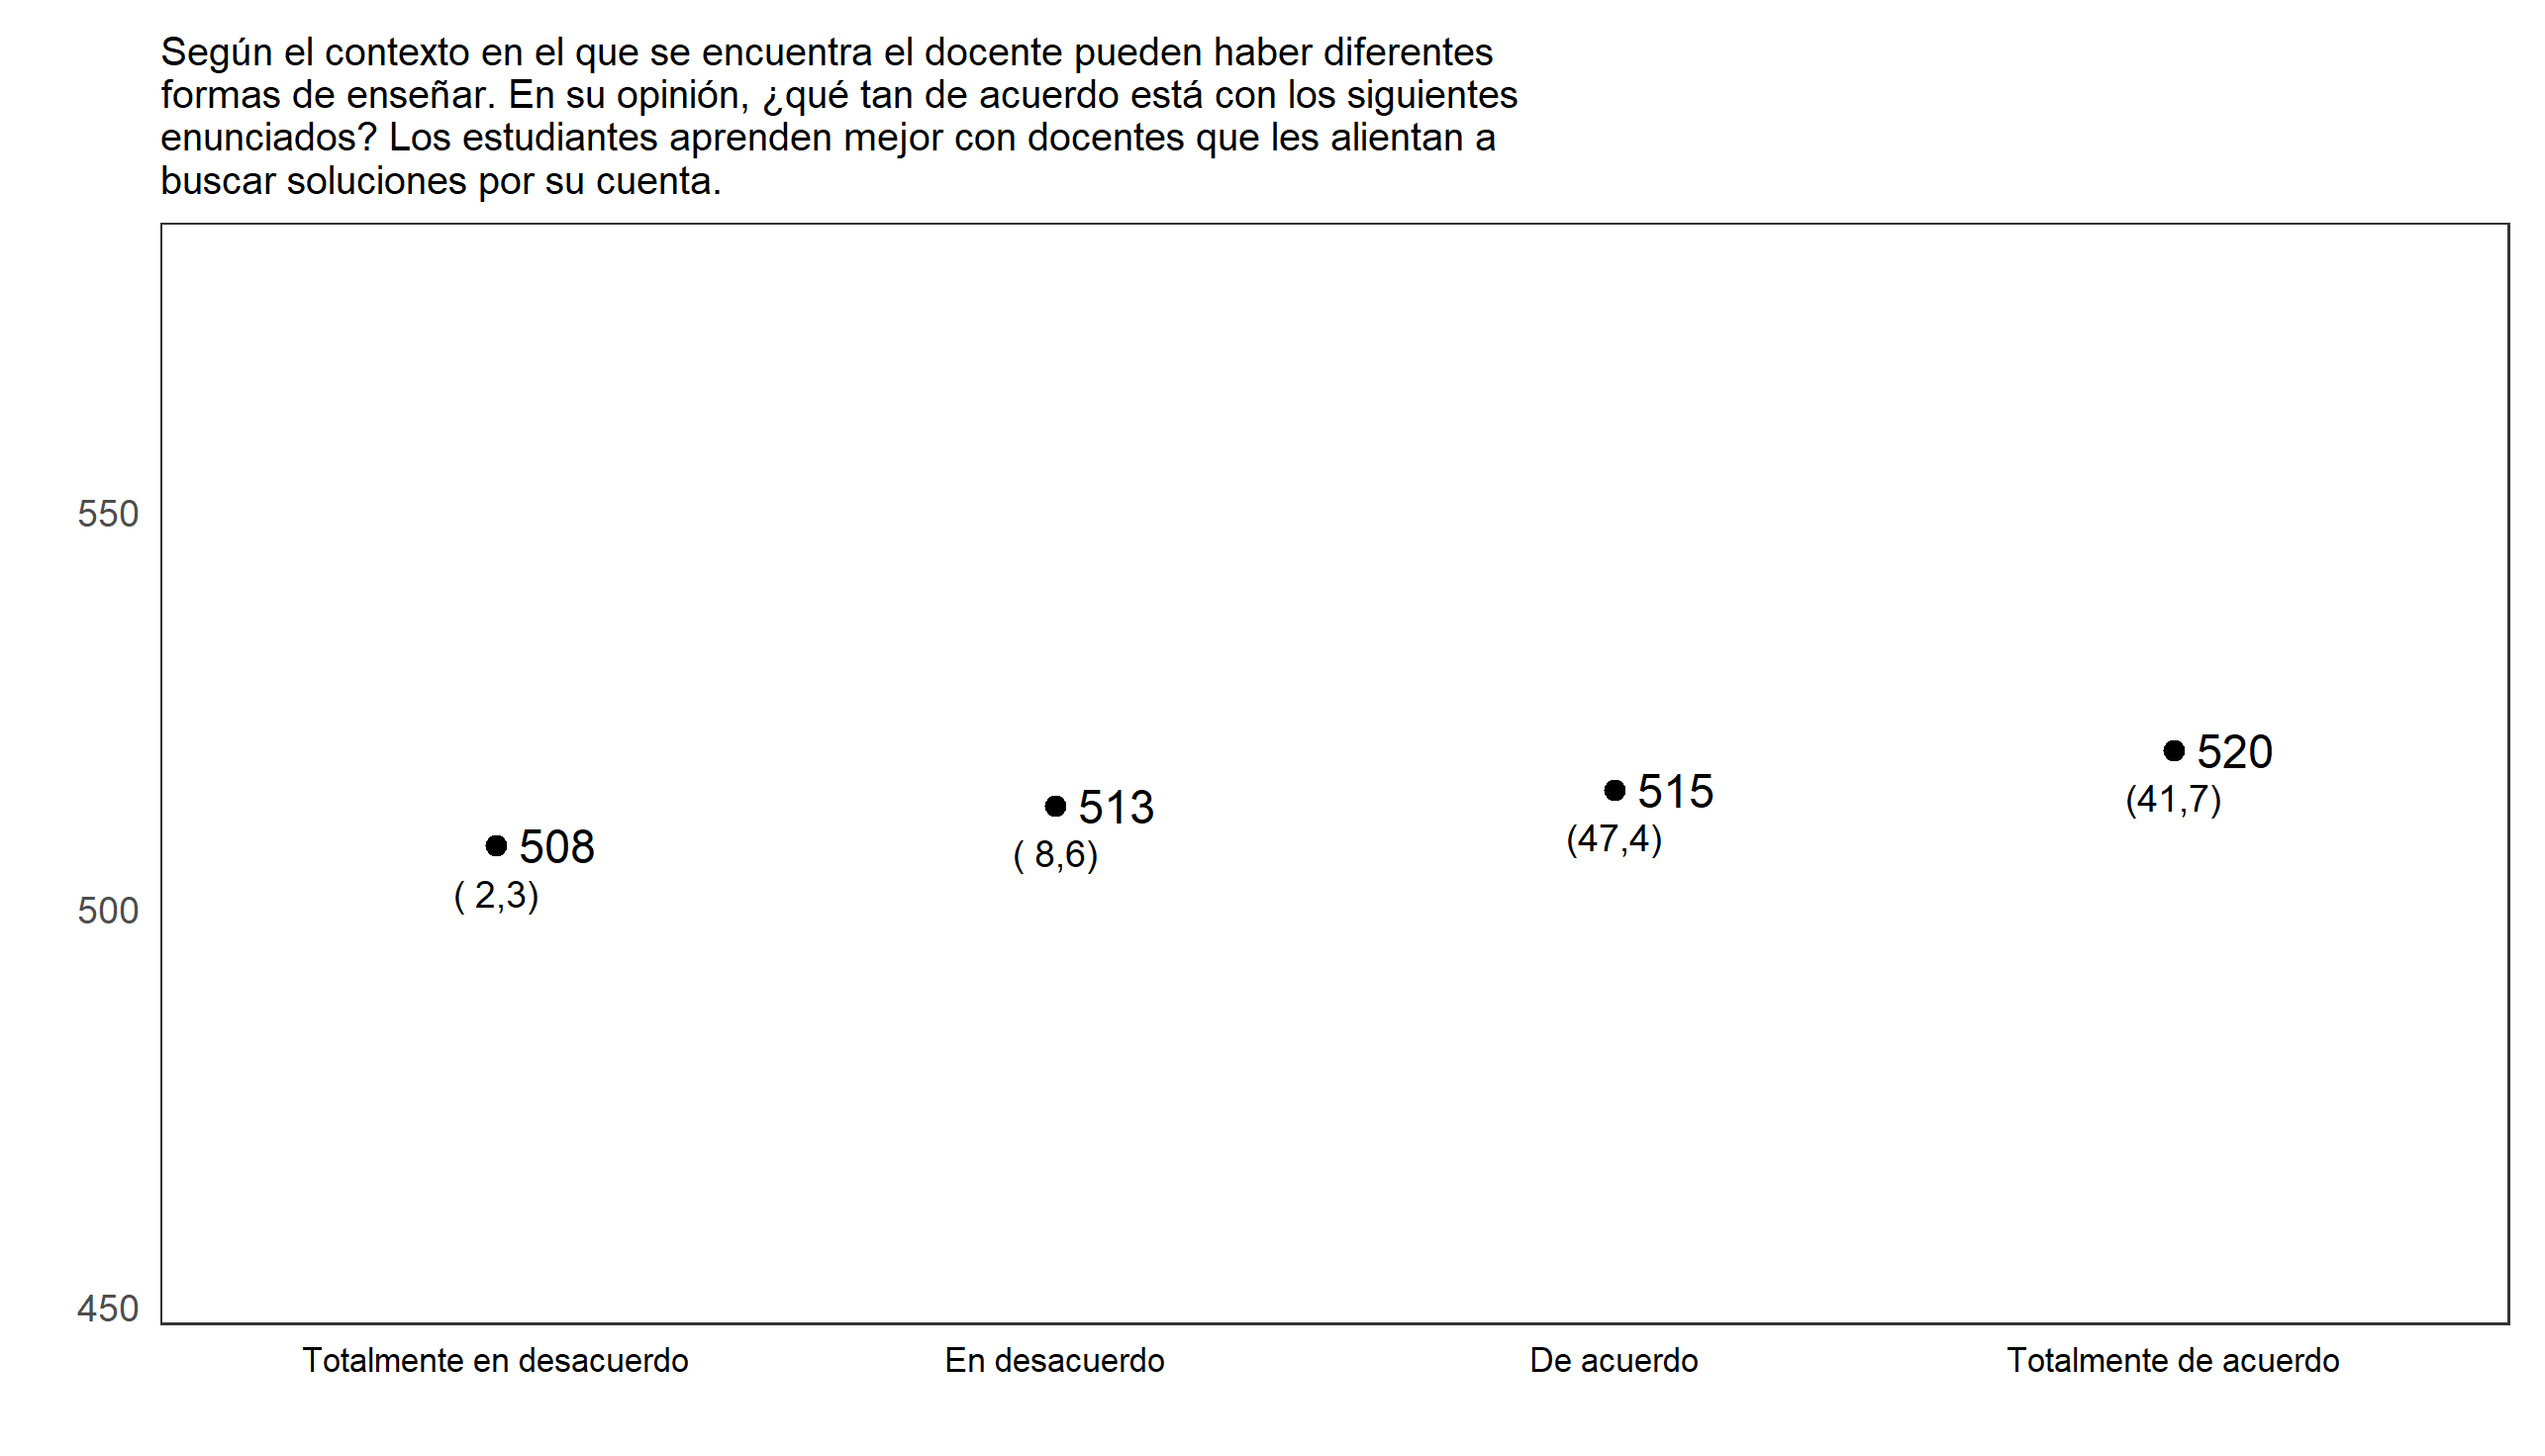 Según el contexto en el que se encuentra el docente pueden haber diferentes
formas de enseñar. En su opinión, ¿qué tan de acuerdo está con los siguientes
enunciados? Los estudiantes aprenden mejor con docentes que les alientan a
buscar soluciones por su cuenta.
550
520
(41,7)
515
(47,4)
513
( 8,6)
508
( 2,3)
500
450
Totalmente en desacuerdo
En desacuerdo
De acuerdo
Totalmente de acuerdo